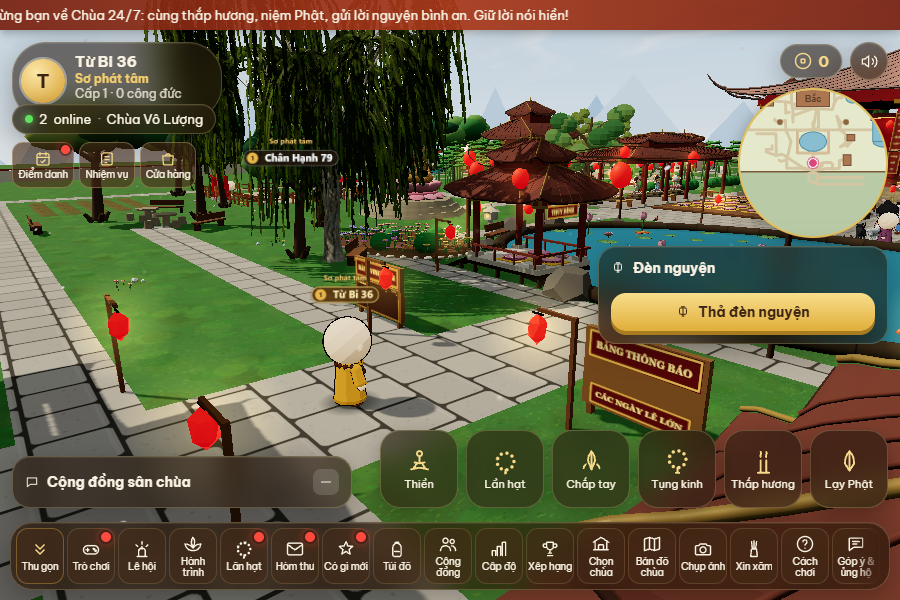 ừng bạn về Chùa 24/7: cùng thắp hương, niệm Phật, gửi lời nguyện bình an. Giữ lời nói hiền!
T
Từ Bi 36
Sơ phát tâm
Cấp 1 · 0 công đức
2 online · Chùa Vô Lượng
0
Bắc
Điểm danh
Nhiệm vụ
Cửa hàng
Sơ phát tâm
1 Chân Hạnh 79
Sơ phát tâm
1 Từ Bi 36
Đèn nguyện
Thả đèn nguyện
BẢNG THÔNG BÁO
CÁC NGÀY LỄ LỚN
Cộng đồng sân chùa
Thiền
Lần hạt
Chắp tay
Tụng kinh
Thắp hương
Lạy Phật
Thu gọn
Trò chơi
Lễ hội
Hành trình
Lần hạt
Hòm thư
Có gì mới
Túi đồ
Cộng đồng
Cấp độ
Xếp hạng
Chọn chùa
Bản đồ chùa
Chụp ảnh
Xin xăm
Cách chơi
Góp ý & ủng hộ